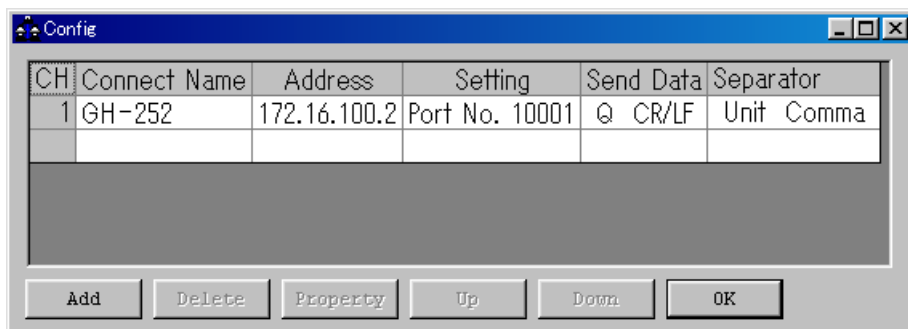 Config
CH Connect Name Address Setting Send Data Separator
1 GH-252 172.16.100.2 Port No. 10001 Q CR/LF Unit Comma
Add Delete Property Up Down OK